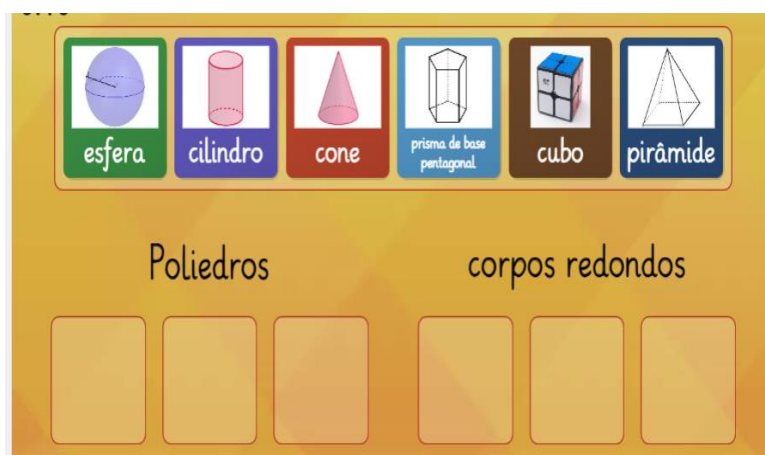 esfera
cilindro
cone
prisma de base
pentagonal
cubo
pirâmide
Poliedros
corpos redondos